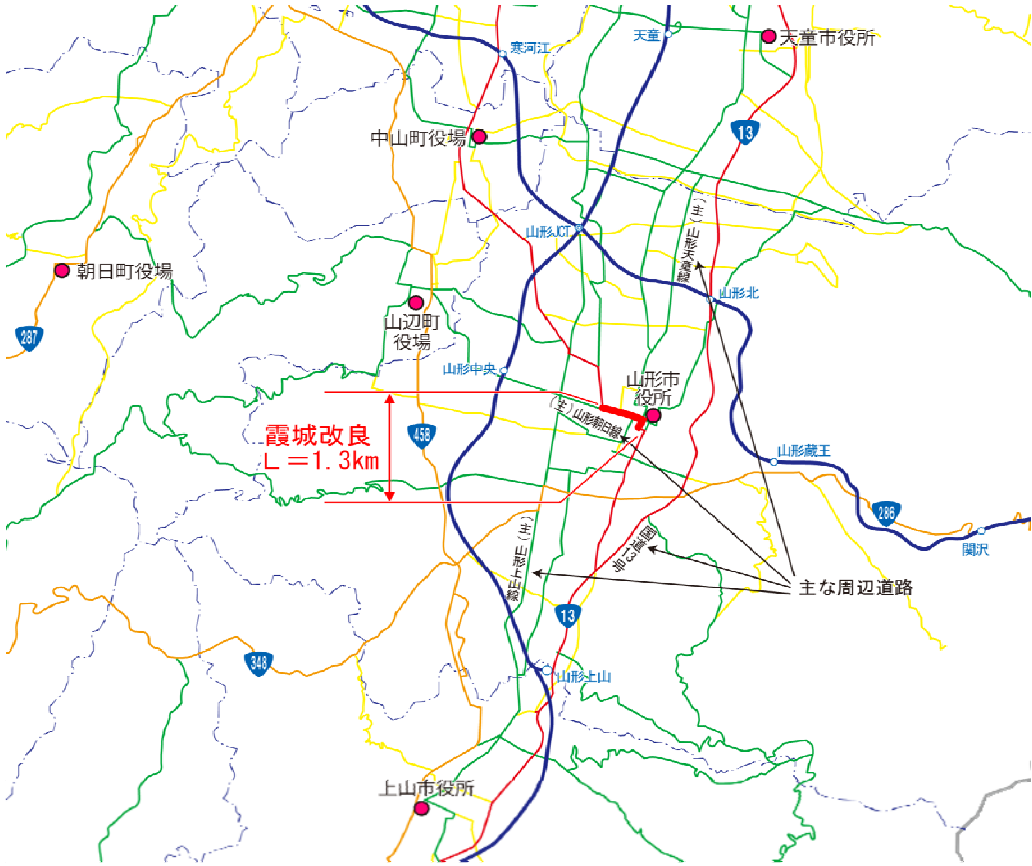 寒河江
天童
天童市役所
中山町役場
13
山形JCT
(主)山形天童線
朝日町役場
山形北
287
山辺町
役場
山形中央
山形市
役所
(主)山形朝日線
霞城改良
L=1.3km
458
山形蔵王
286
関沢
国道13号
(主)山形上山線
主な周辺道路
13
348
山形上山
上山市役所